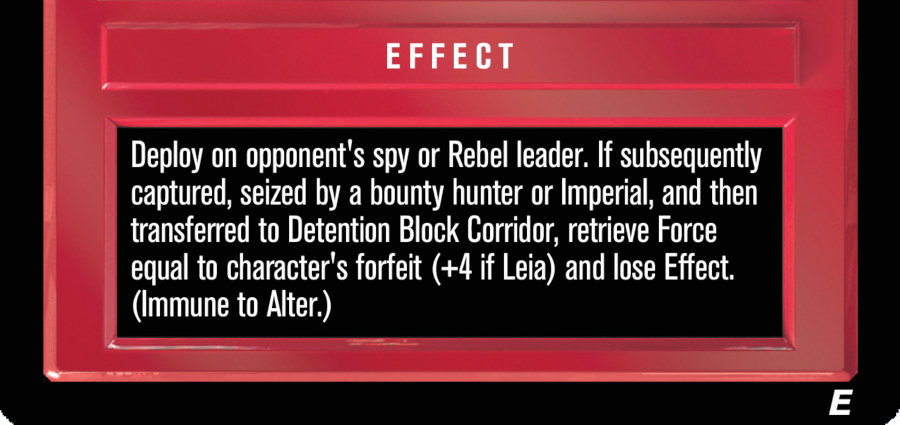 EFFECT
Deploy on opponent's spy or Rebel leader. If subsequently
captured, seized by a bounty hunter or Imperial, and then
transferred to Detention Block Corridor, retrieve Force
equal to character's forfeit (+4 if Leia) and lose Effect.
(Immune to Alter.)
E